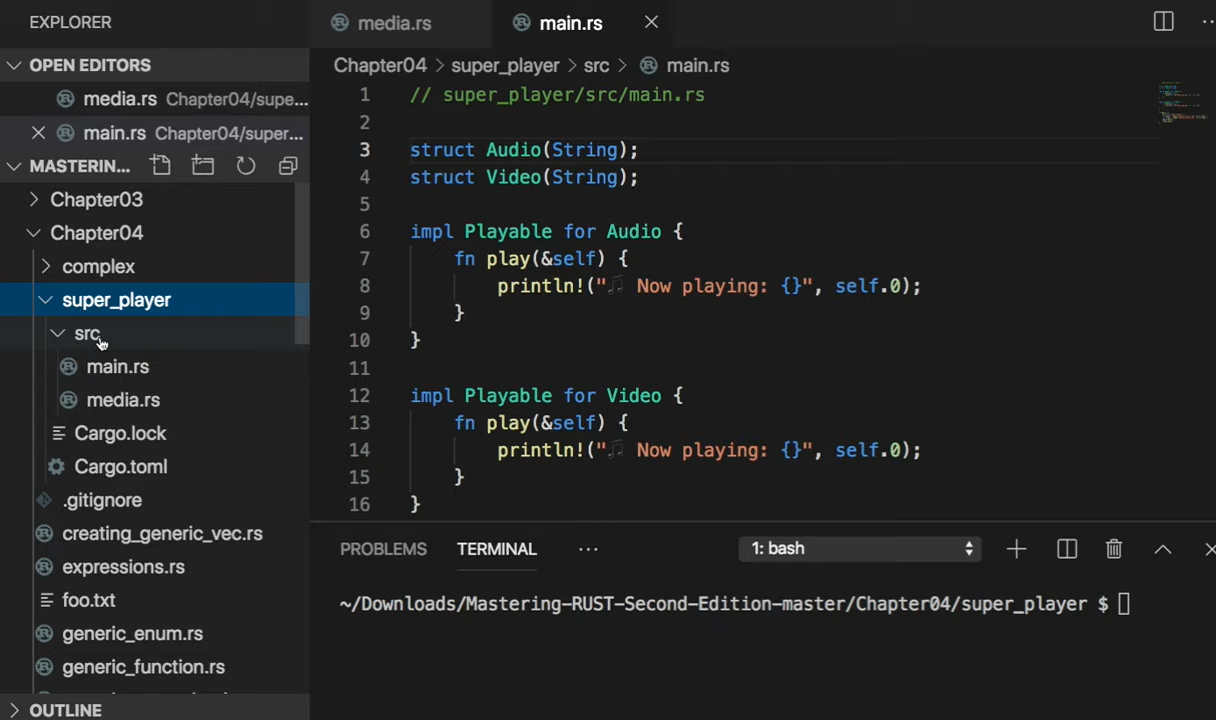 EXPLORER
media.rs
main.rs
OPEN EDITORS
media.rs Chapter04/supe...
main.rs Chapter04/super...
MASTERIN...
Chapter03
Chapter04
complex
super_player
src
main.rs
media.rs
Cargo.lock
Cargo.toml
.gitignore
creating_generic_vec.rs
expressions.rs
foo.txt
generic_enum.rs
generic_function.rs
OUTLINE
Chapter04 > super_player > src > main.rs
1 // super_player/src/main.rs
2
3 struct Audio(String);
4 struct Video(String);
5
6 impl Playable for Audio {
7 fn play(&self) {
8 println!("🎵 Now playing: {}", self.0);
9 }
10 }
11
12 impl Playable for Video {
13 fn play(&self) {
14 println!("🎵 Now playing: {}", self.0);
15 }
16 }
PROBLEMS TERMINAL ... 1: bash
~/Downloads/Mastering-RUST-Second-Edition-master/Chapter04/super_player $